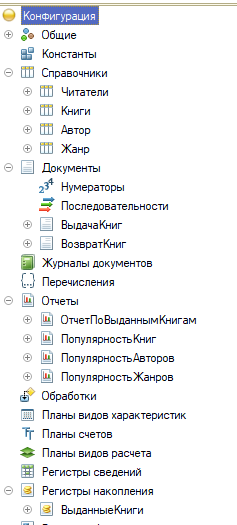 Конфигурация
Общие
Константы
Справочники
Читатели
Книги
Автор
Жанр
Документы
Нумераторы
Последовательности
ВыдачаКниг
ВозвратКниг
Журналы документов
Перечисления
Отчеты
ОтчетПоВыданнымКнигам
ПопулярностьКниг
ПопулярностьАвторов
ПопулярностьЖанров
Обработки
Планы видов характеристик
Планы счетов
Планы видов расчета
Регистры сведений
Регистры накопления
ВыданныеКниги